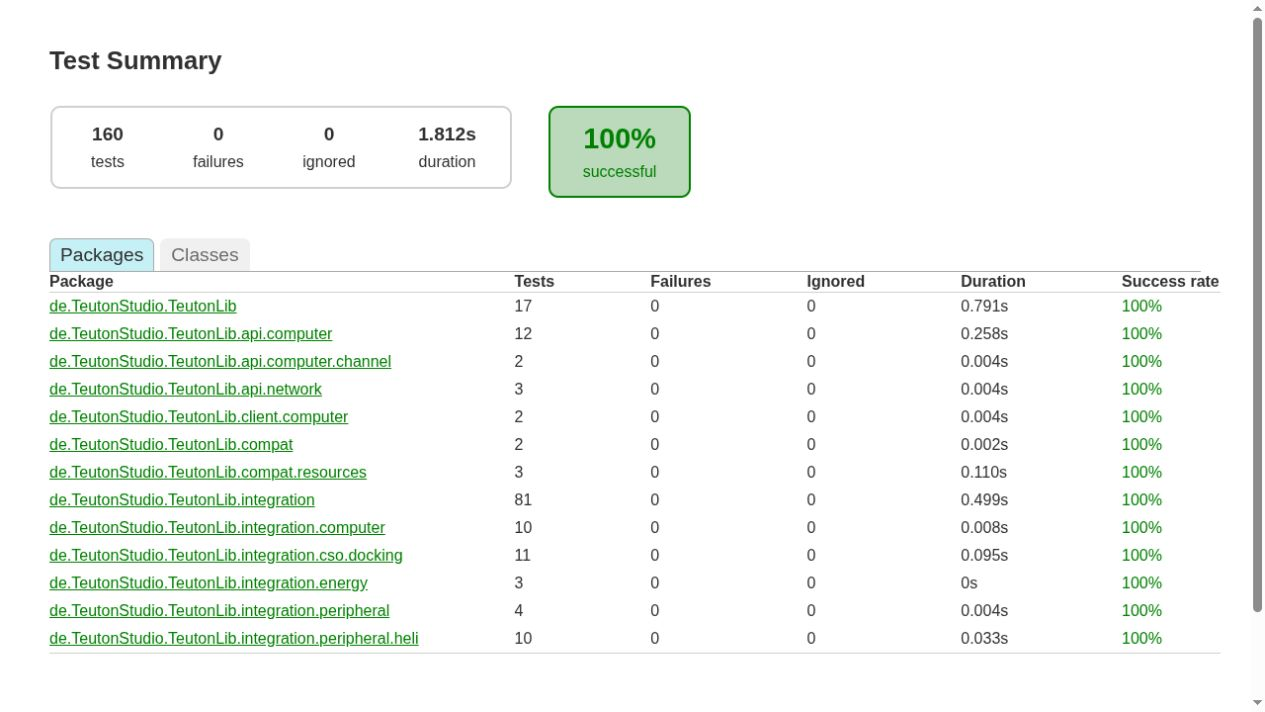 Test Summary
160 0 0 1.812s
tests failures ignored duration
100%
successful
Packages Classes
Package Tests Failures Ignored Duration Success rate
de.TeutonStudio.TeutonLib 17 0 0 0.791s 100%
de.TeutonStudio.TeutonLib.api.computer 12 0 0 0.258s 100%
de.TeutonStudio.TeutonLib.api.computer.channel 2 0 0 0.004s 100%
de.TeutonStudio.TeutonLib.api.network 3 0 0 0.004s 100%
de.TeutonStudio.TeutonLib.client.computer 2 0 0 0.004s 100%
de.TeutonStudio.TeutonLib.compat 2 0 0 0.002s 100%
de.TeutonStudio.TeutonLib.compat.resources 3 0 0 0.110s 100%
de.TeutonStudio.TeutonLib.integration 81 0 0 0.499s 100%
de.TeutonStudio.TeutonLib.integration.computer 10 0 0 0.008s 100%
de.TeutonStudio.TeutonLib.integration.cso.docking 11 0 0 0.095s 100%
de.TeutonStudio.TeutonLib.integration.energy 3 0 0 0s 100%
de.TeutonStudio.TeutonLib.integration.peripheral 4 0 0 0.004s 100%
de.TeutonStudio.TeutonLib.integration.peripheral.heli 10 0 0 0.033s 100%